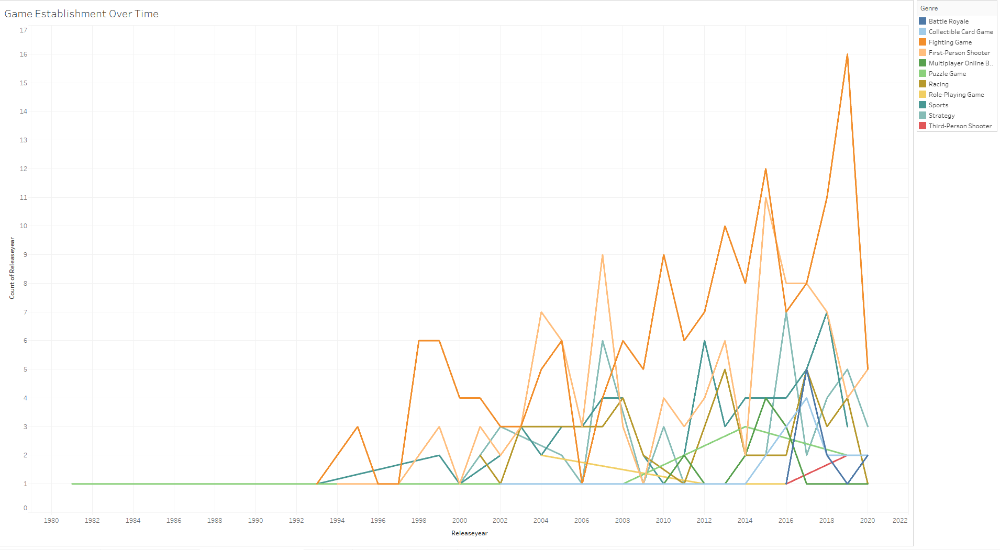 Game Establishment Over Time
Genre
Battle Royale
Collectible Card Game
Fighting Game
First-Person Shooter
Multiplayer Online B..
Puzzle Game
Racing
Role-Playing Game
Sports
Strategy
Third-Person Shooter
Count of Releaseyear
17
16
15
14
13
12
11
10
9
8
7
6
5
4
3
2
1
0
1980 1982 1984 1986 1988 1990 1992 1994 1996 1998 2000 2002 2004 2006 2008 2010 2012 2014 2016 2018 2020 2022
Releaseyear